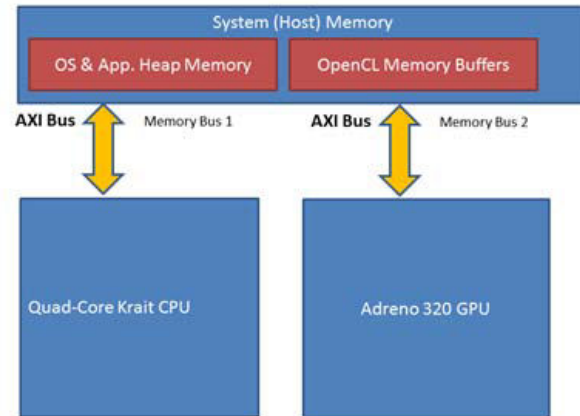 System (Host) Memory
OS & App. Heap Memory
OpenCL Memory Buffers
AXI Bus
Memory Bus 1
AXI Bus
Memory Bus 2
Quad-Core Krait CPU
Adreno 320 GPU